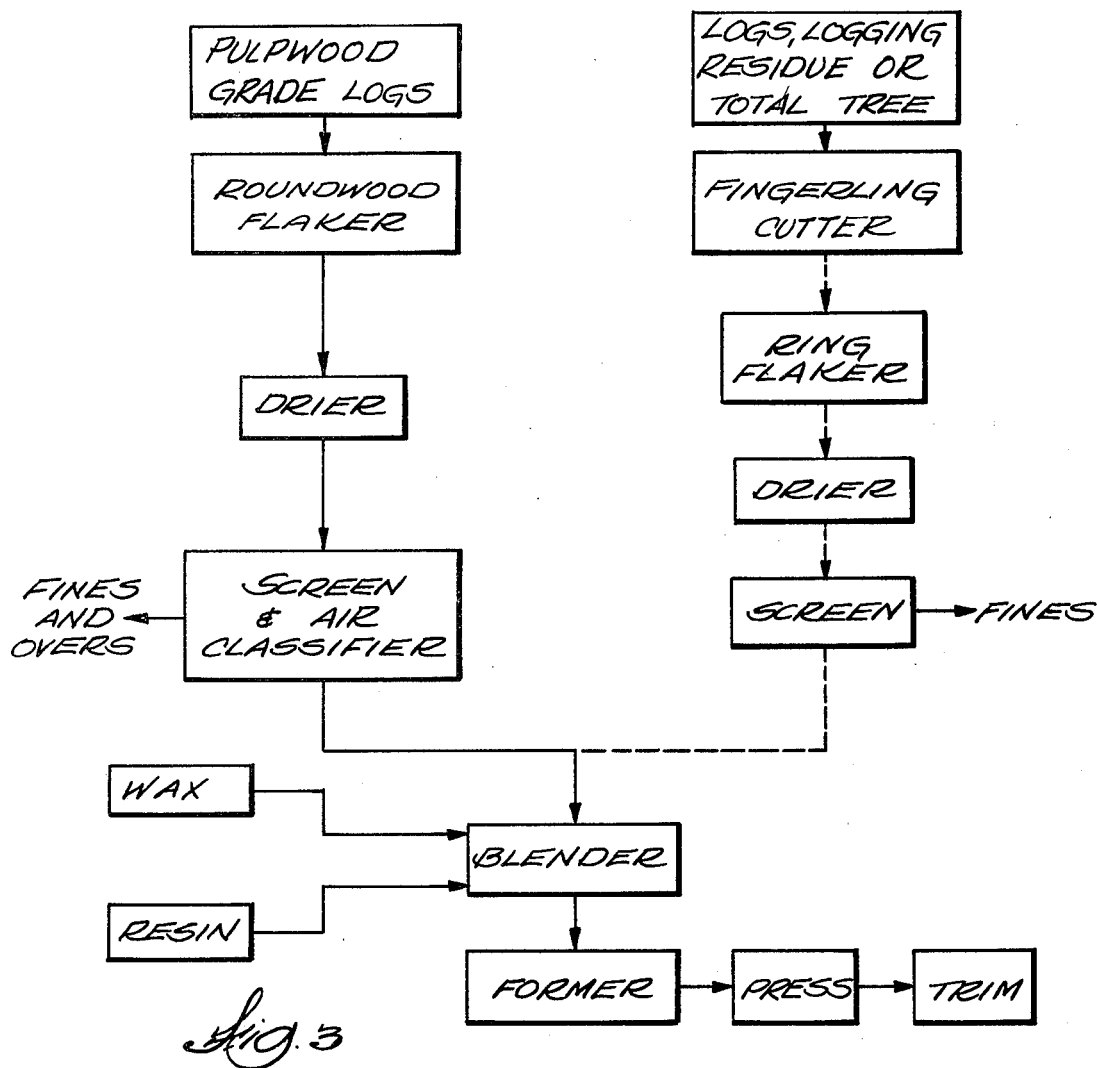 PULPWOOD
GRADE LOGS
LOGS, LOGGING
RESIDUE OR
TOTAL TREE
ROUNDWOOD
FLAKER
FINGERLING
CUTTER
RING
FLAKER
DRIER
DRIER
FINES
AND
OVERS
SCREEN
& AIR
CLASSIFIER
SCREEN
FINES
WAX
BLENDER
RESIN
FORMER
PRESS
TRIM
Fig. 3